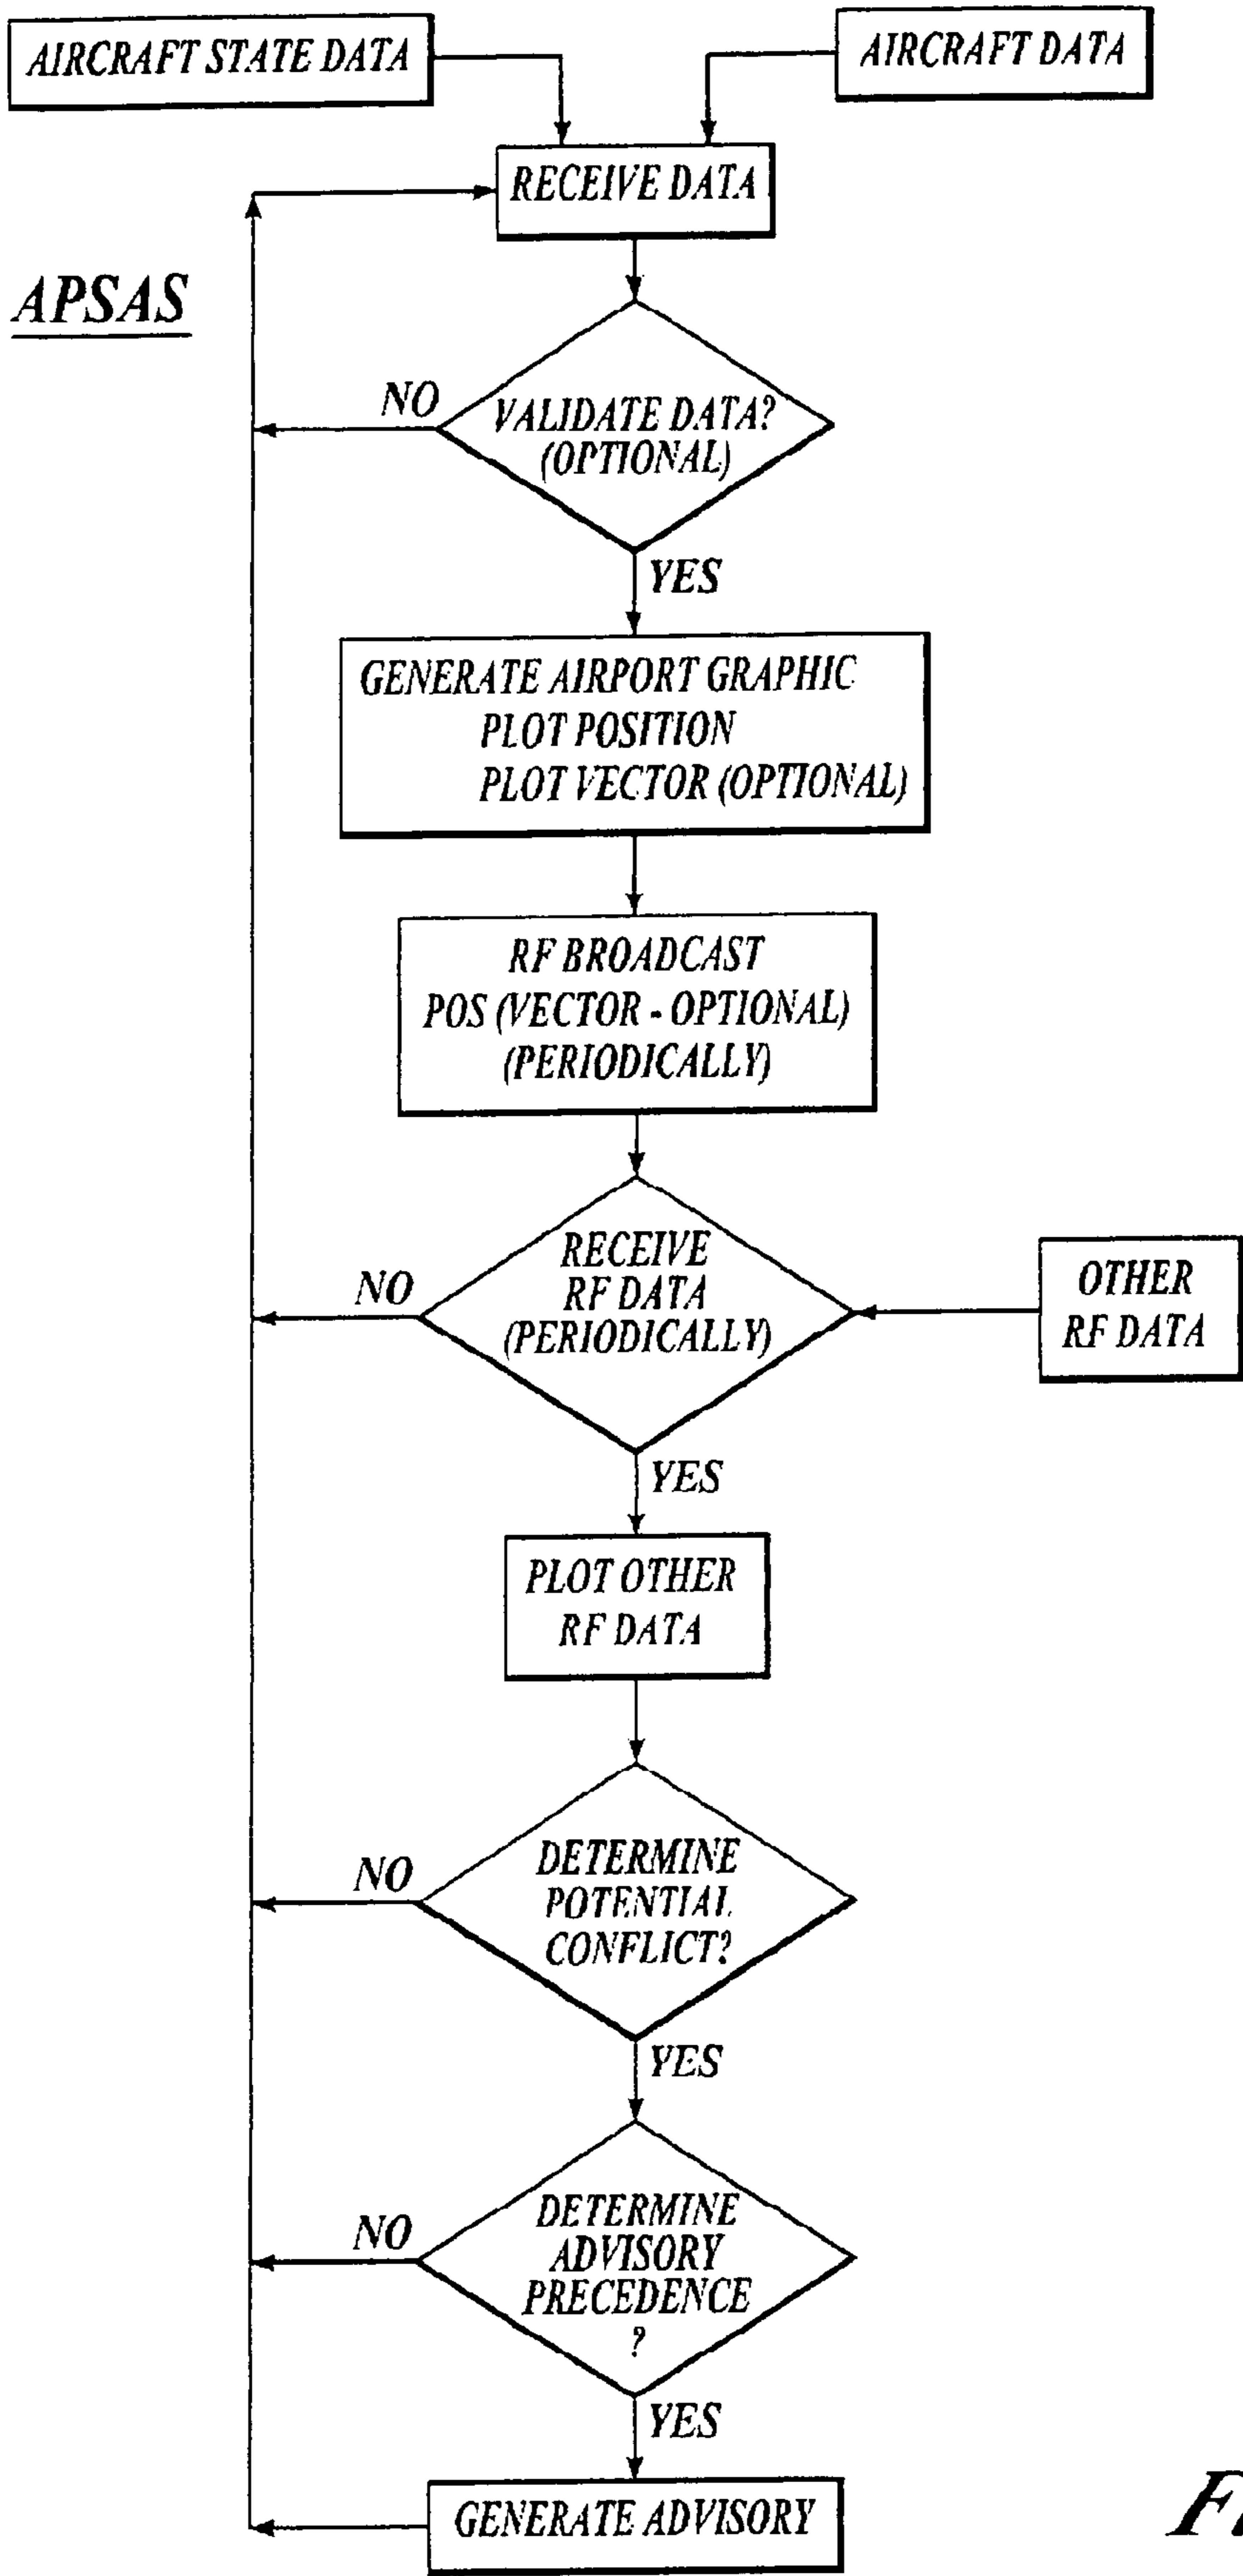 AIRCRAFT STATE DATA
AIRCRAFT DATA
RECEIVE DATA
APSAS
NO
VALIDATE DATA?
(OPTIONAL)
YES
GENERATE AIRPORT GRAPHIC
PLOT POSITION
PLOT VECTOR (OPTIONAL)
RF BROADCAST
POS (VECTOR - OPTIONAL)
(PERIODICALLY)
NO
RECEIVE
RF DATA
(PERIODICALLY)
OTHER
RF DATA
YES
PLOT OTHER
RF DATA
NO
DETERMINE
POTENTIAL
CONFLICT?
YES
NO
DETERMINE
ADVISORY
PRECEDENCE
?
YES
GENERATE ADVISORY